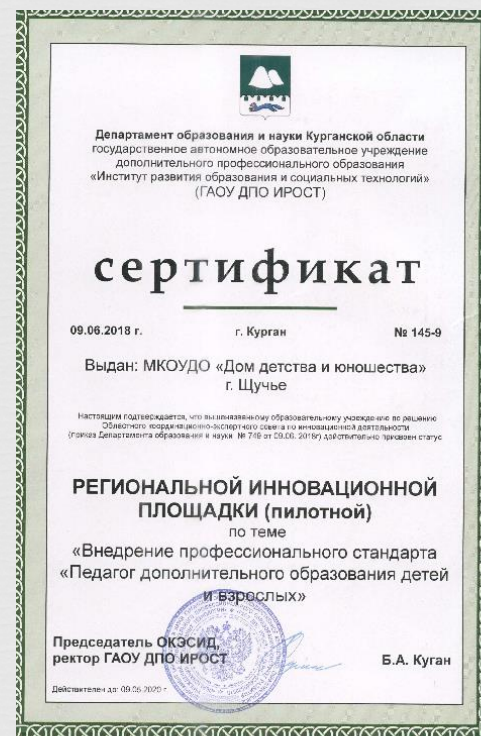 Департамент образования и науки Курганской области
государственное автономное образовательное учреждение
дополнительного профессионального образования
«Институт развития образования и социальных технологий»
(ГАОУ ДПО ИРОСТ)
сертификат
09.06.2018 г. г. Курган № 145-9
Выдан: МКОУДО «Дом детства и юношества»
г. Щучье
Настоящим подтверждается, что вышеназванному образовательному учреждению по решению
Областного координационно-экспертного совета по инновационной деятельности
(приказ Департамента образования и науки № 749 от 09.06. 2018г) действительно присвоен статус
РЕГИОНАЛЬНОЙ ИННОВАЦИОННОЙ
ПЛОЩАДКИ (пилотной)
по теме
«Внедрение профессионального стандарта
«Педагог дополнительного образования детей
и взрослых»
Председатель ОКЭСИД,
ректор ГАОУ ДПО ИРОСТ Б.А. Куган
Действителен до: 09.06.2020 г